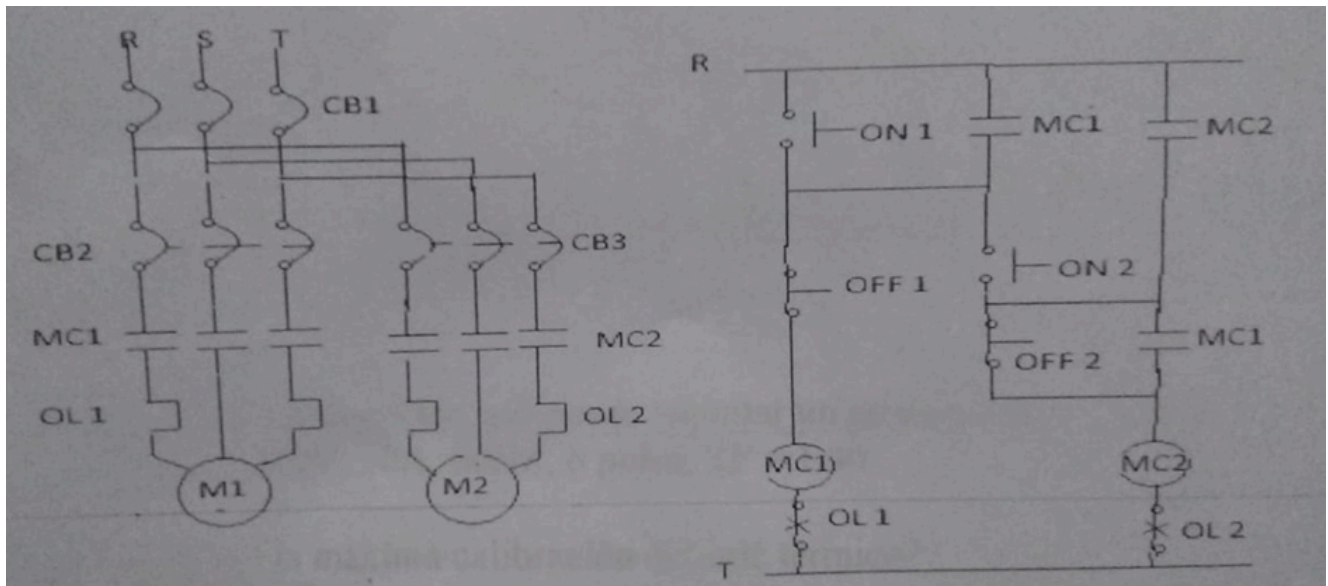 R S T
CB1
CB2
CB3
MC1
MC2
OL 1
OL 2
M1
M2
R
ON 1
MC1
MC2
OFF 1
ON 2
OFF 2
MC1
MC1
MC2
OL 1
OL 2
T